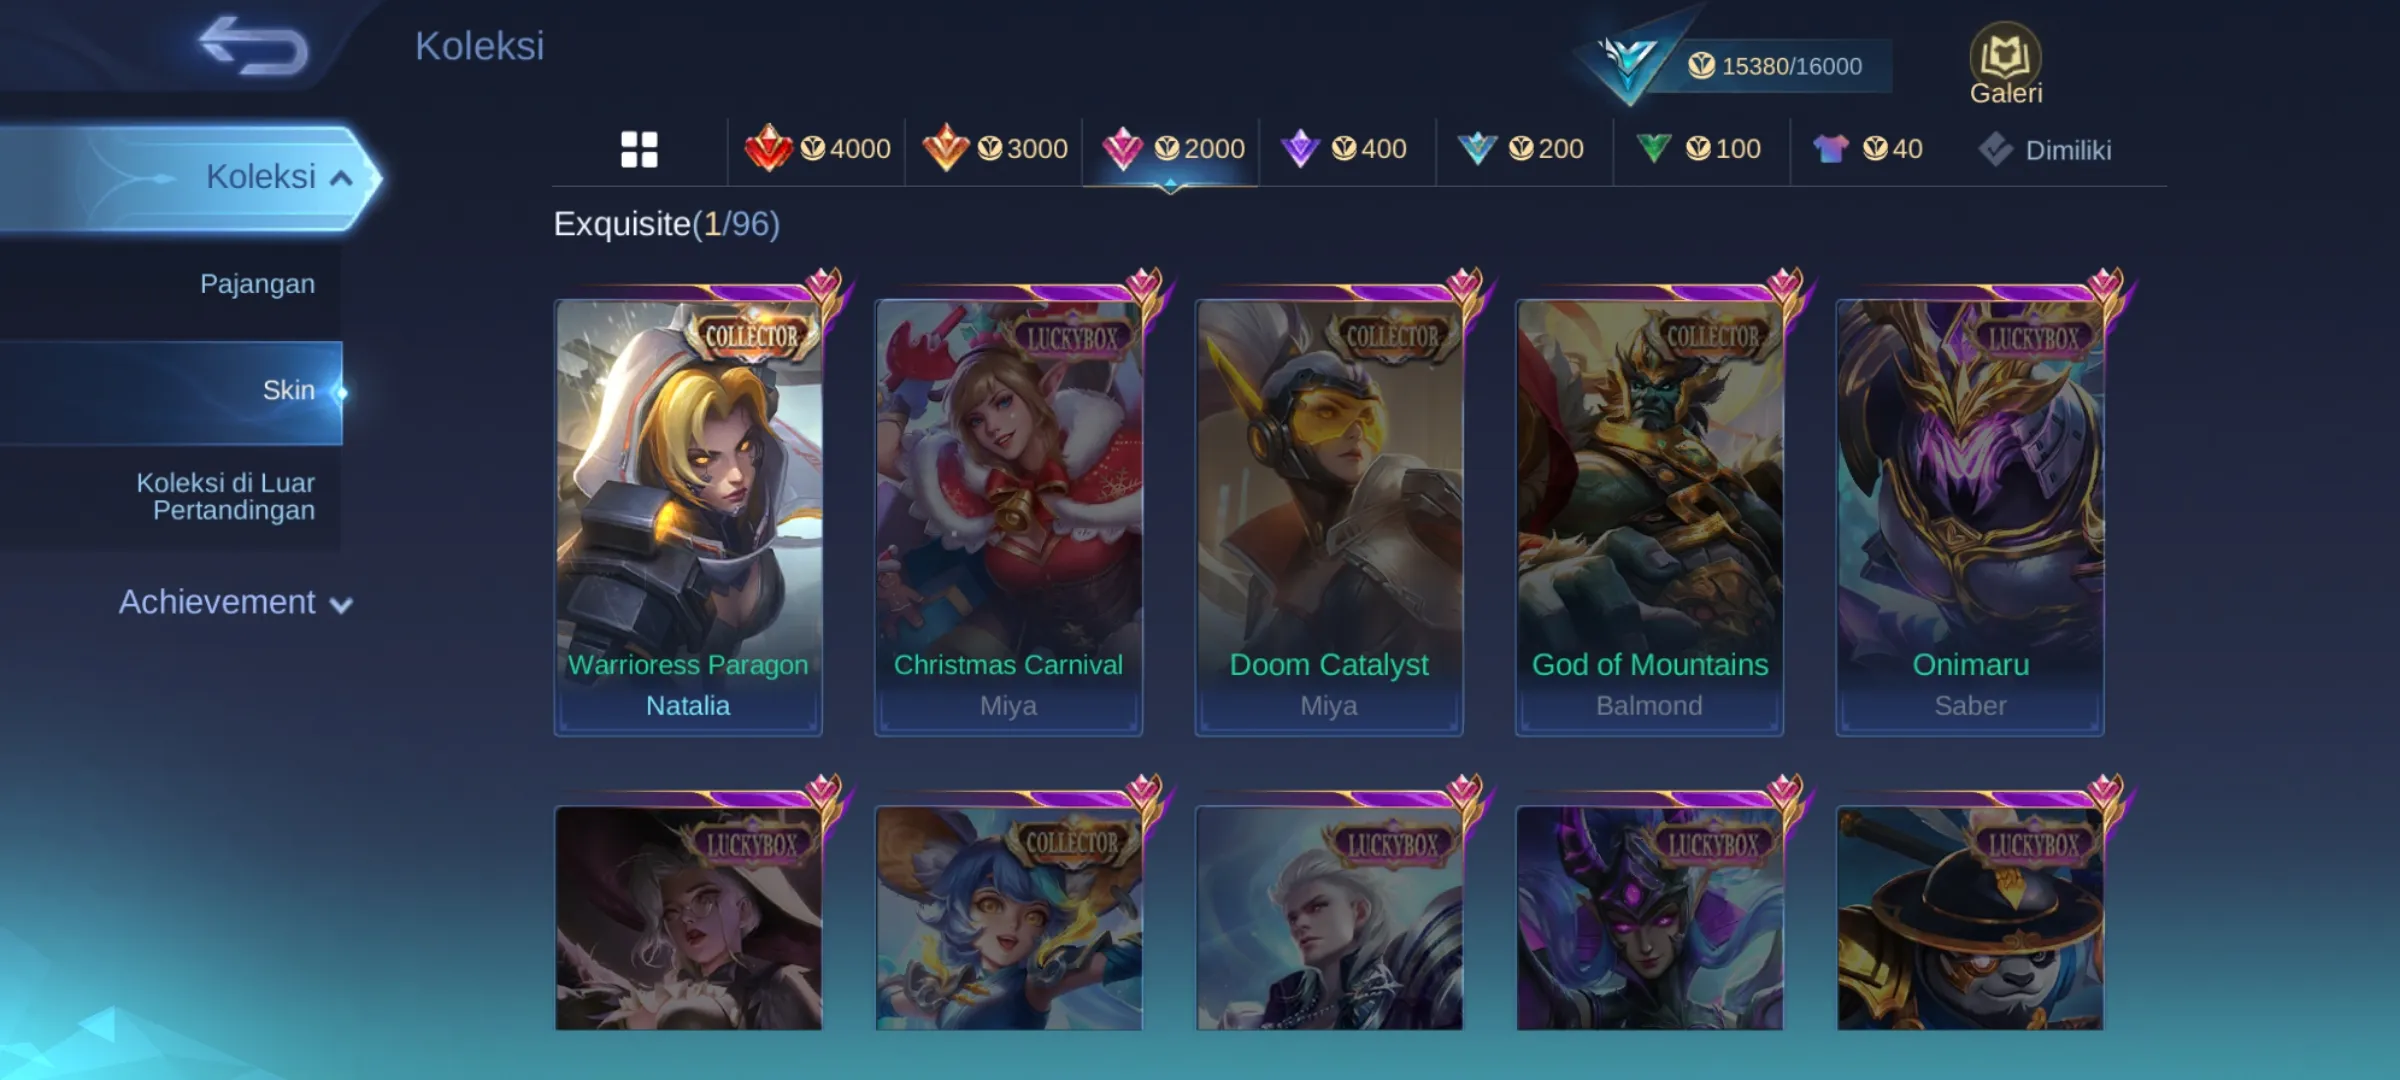 Koleksi
15380/16000
Galeri
4000
3000
2000
400
200
100
40
Dimiliki
Koleksi
Pajangan
Skin
Koleksi di Luar
Pertandingan
Achievement
Exquisite(1/96)
COLLECTOR
LUCKYBOX
COLLECTOR
COLLECTOR
LUCKYBOX
Warrioress Paragon
Christmas Carnival
Doom Catalyst
God of Mountains
Onimaru
Natalia
Miya
Miya
Balmond
Saber
LUCKYBOX
COLLECTOR
LUCKYBOX
LUCKYBOX
LUCKYBOX